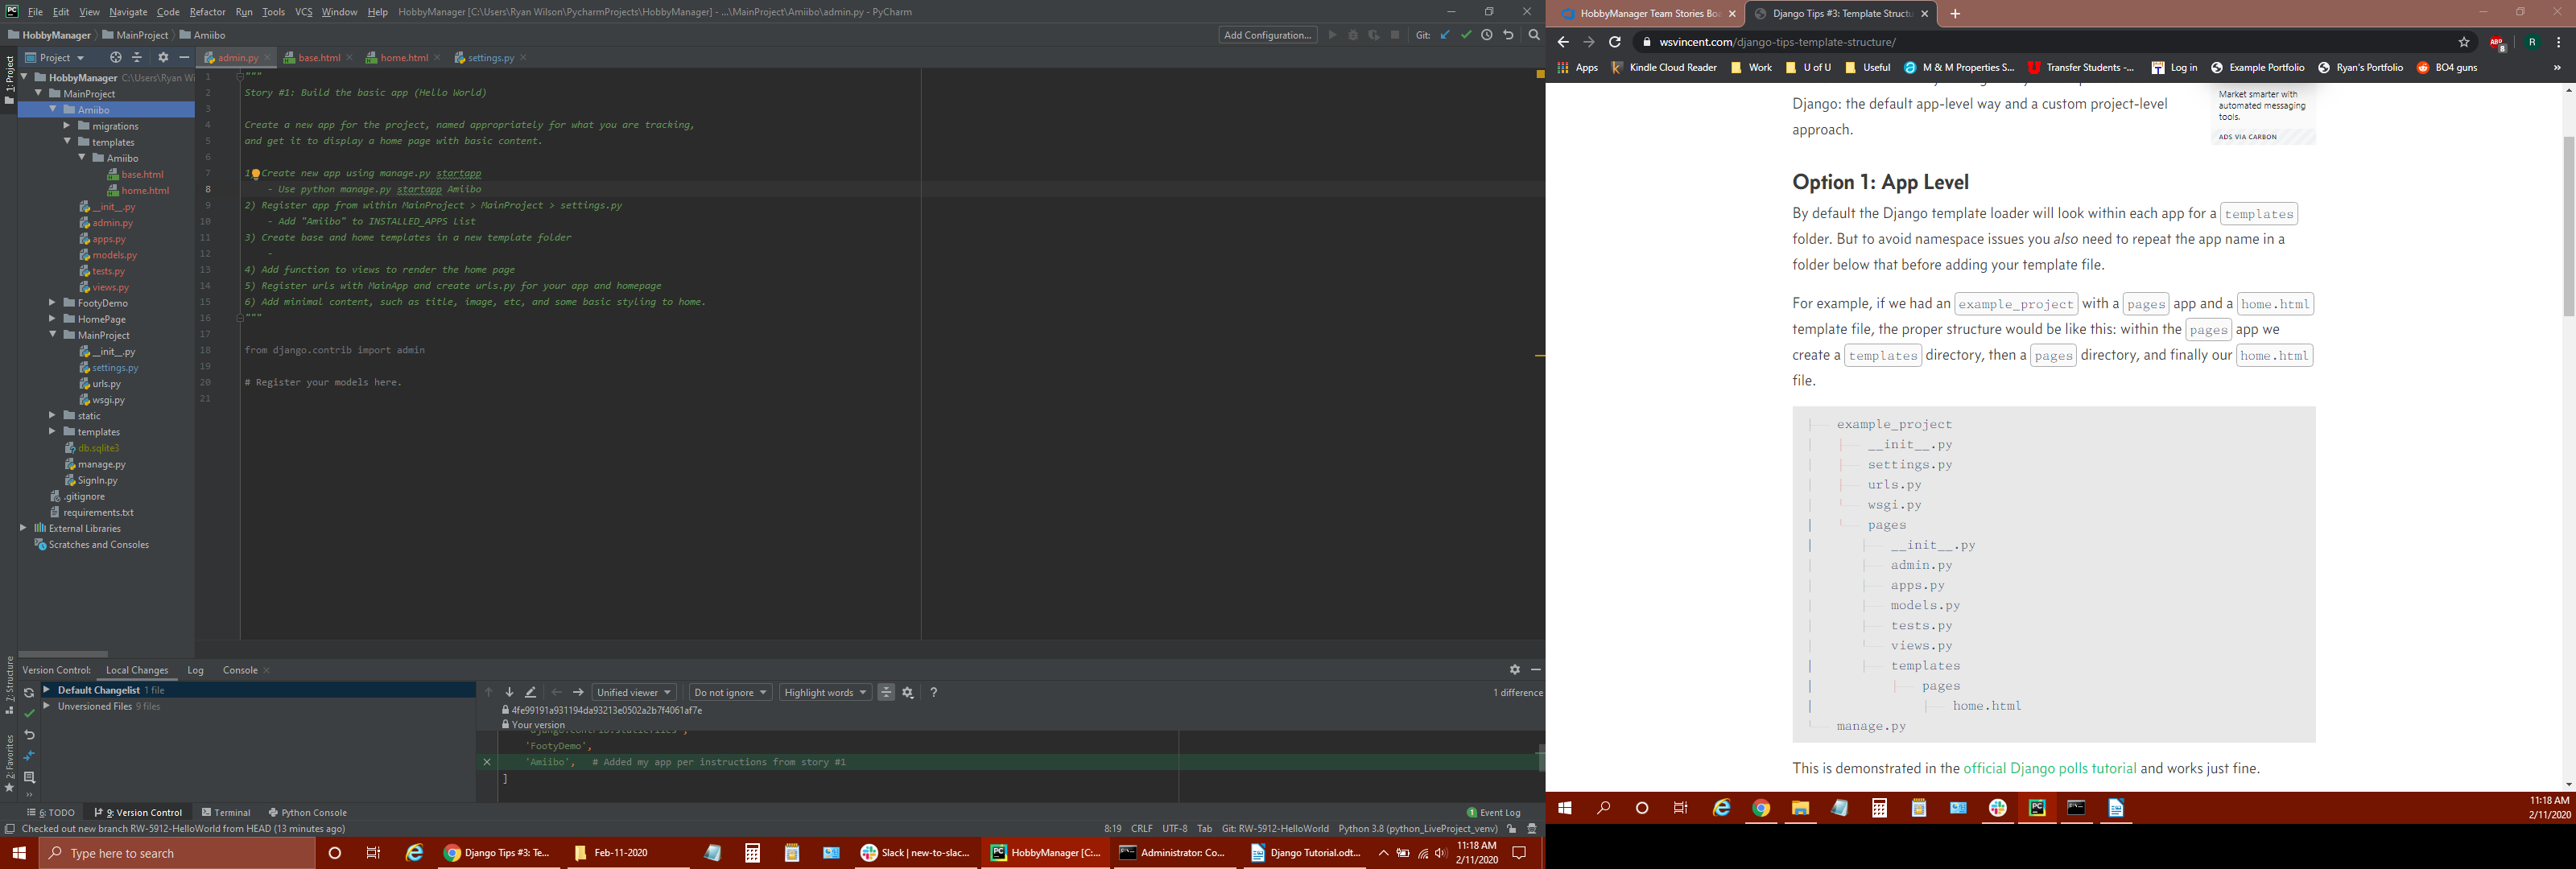 File Edit View Navigate Code Refactor Run Tools VCS Window Help HobbyManager [C:\Users\Ryan Wilson\PycharmProjects\HobbyManager] - ...\MainProject\Amiibo\admin.py - PyCharm
HobbyManager MainProject Amiibo
Add Configuration... Git:
Project
admin.py base.html home.html settings.py
1: Project
HobbyManager C:\Users\Ryan Wi
MainProject
Amiibo
migrations
templates
Amiibo
base.html
home.html
__init__.py
admin.py
apps.py
models.py
tests.py
views.py
FootyDemo
HomePage
MainProject
__init__.py
settings.py
urls.py
wsgi.py
static
templates
db.sqlite3
manage.py
SignIn.py
.gitignore
requirements.txt
External Libraries
Scratches and Consoles
7: Structure
2: Favorites
1 """
2 Story #1: Build the basic app (Hello World)
3
4 Create a new app for the project, named appropriately for what you are tracking,
5 and get it to display a home page with basic content.
6
7 1 Create new app using manage.py startapp
8 - Use python manage.py startapp Amiibo
9 2) Register app from within MainProject > MainProject > settings.py
10 - Add "Amiibo" to INSTALLED_APPS List
11 3) Create base and home templates in a new template folder
12 -
13 4) Add function to views to render the home page
14 5) Register urls with MainApp and create urls.py for your app and homepage
15 6) Add minimal content, such as title, image, etc, and some basic styling to home.
16 """
17
18 from django.contrib import admin
19
20 # Register your models here.
21
Version Control: Local Changes Log Console
Default Changelist 1 file
Unversioned Files 9 files
Unified viewer Do not ignore Highlight words ? 1 difference
4fe99191a931194da93213e0502a2b7f4061af7e
Your version
'django.contrib.staticfiles',
'FootyDemo',
'Amiibo', # Added my app per instructions from story #1
]
6: TODO 9: Version Control Terminal Python Console 1 Event Log
Checked out new branch RW-5912-HelloWorld from HEAD (13 minutes ago) 8:19 CRLF UTF-8 Tab Git: RW-5912-HelloWorld Python 3.8 (python_LiveProject_venv)
Type here to search
Django Tips #3: Te... Feb-11-2020 Slack | new-to-slac... HobbyManager [C:... Administrator: Co... Django Tutorial.odt...
11:18 AM
2/11/2020
HobbyManager Team Stories Boa Django Tips #3: Template Structu
wsvincent.com/django-tips-template-structure/
ABP 8 R
Apps Kindle Cloud Reader Work U of U Useful M & M Properties S... Transfer Students -... Log in Example Portfolio Ryan's Portfolio BO4 guns »
Django: the default app-level way and a custom project-level
approach.
Market smarter with
automated messaging
tools.
ADS VIA CARBON
Option 1: App Level
By default the Django template loader will look within each app for a templates
folder. But to avoid namespace issues you also need to repeat the app name in a
folder below that before adding your template file.
For example, if we had an example_project with a pages app and a home.html
template file, the proper structure would be like this: within the pages app we
create a templates directory, then a pages directory, and finally our home.html
file.
example_project
__init__.py
settings.py
urls.py
wsgi.py
pages
__init__.py
admin.py
apps.py
models.py
tests.py
views.py
templates
pages
home.html
manage.py
This is demonstrated in the official Django polls tutorial and works just fine.
11:18 AM
2/11/2020